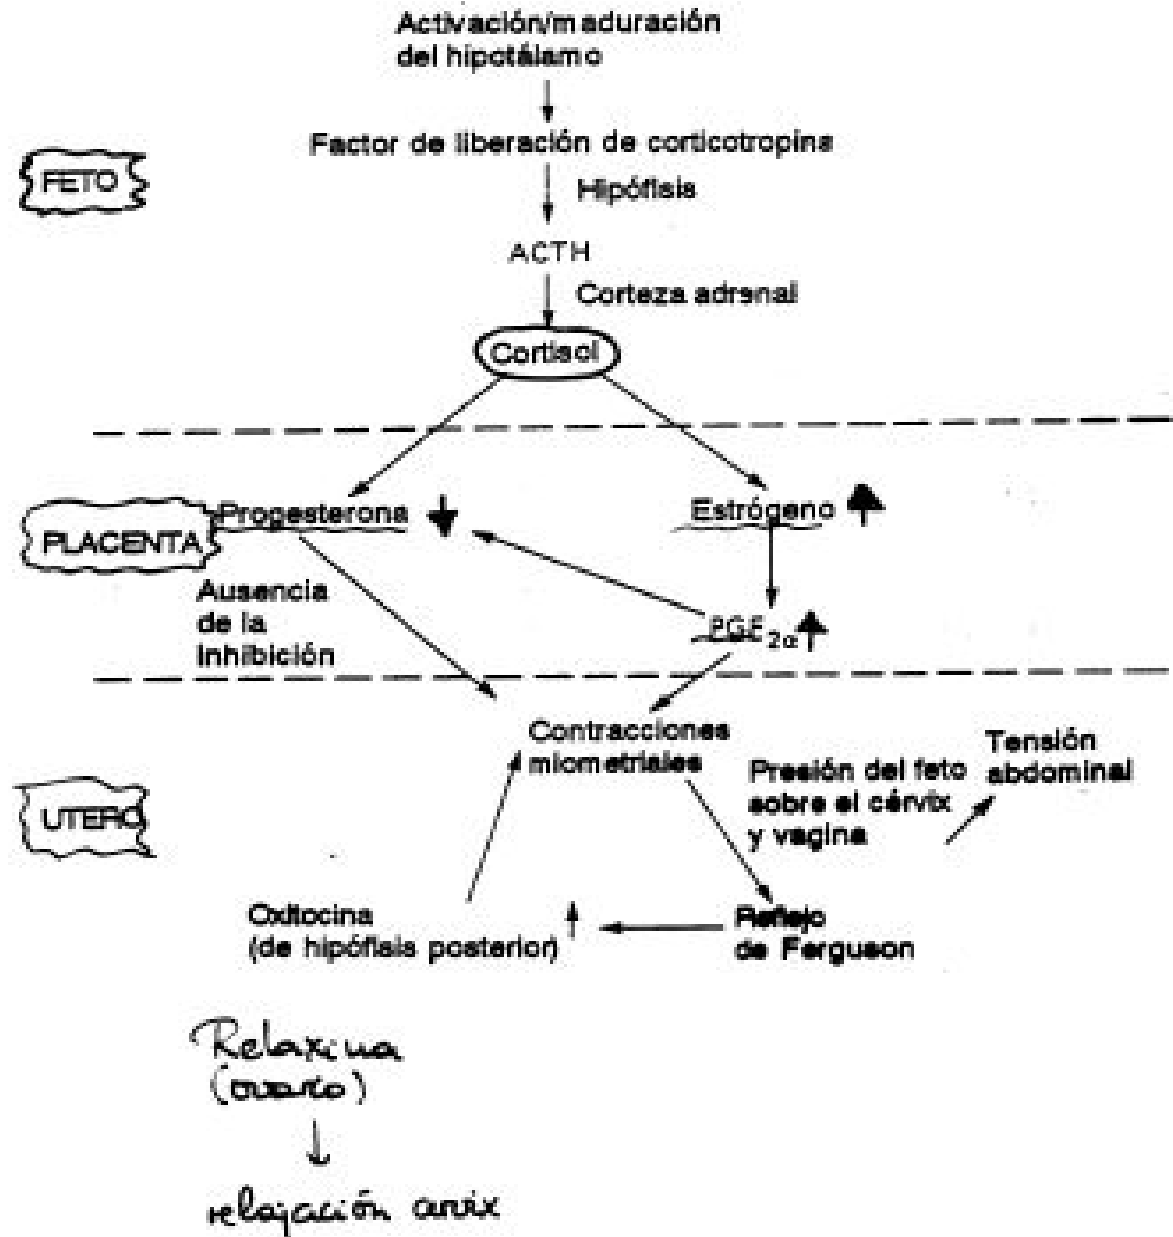 Activación/maduración
del hipotálamo
Factor de liberación de corticotropina
FETO
Hipófisis
ACTH
Corteza adrenal
Cortisol
Progesterona
Estrógeno
PLACENTA
Ausencia
de la
inhibición
PGF2α
Contracciones
miometriales
Tensión
abdominal
Presión del feto
sobre el cérvix
y vagina
UTERO
Oxitocina
(de hipófisis posterior)
Reflejo
de Ferguson
Relaxina
(ovario)
relajación cervix